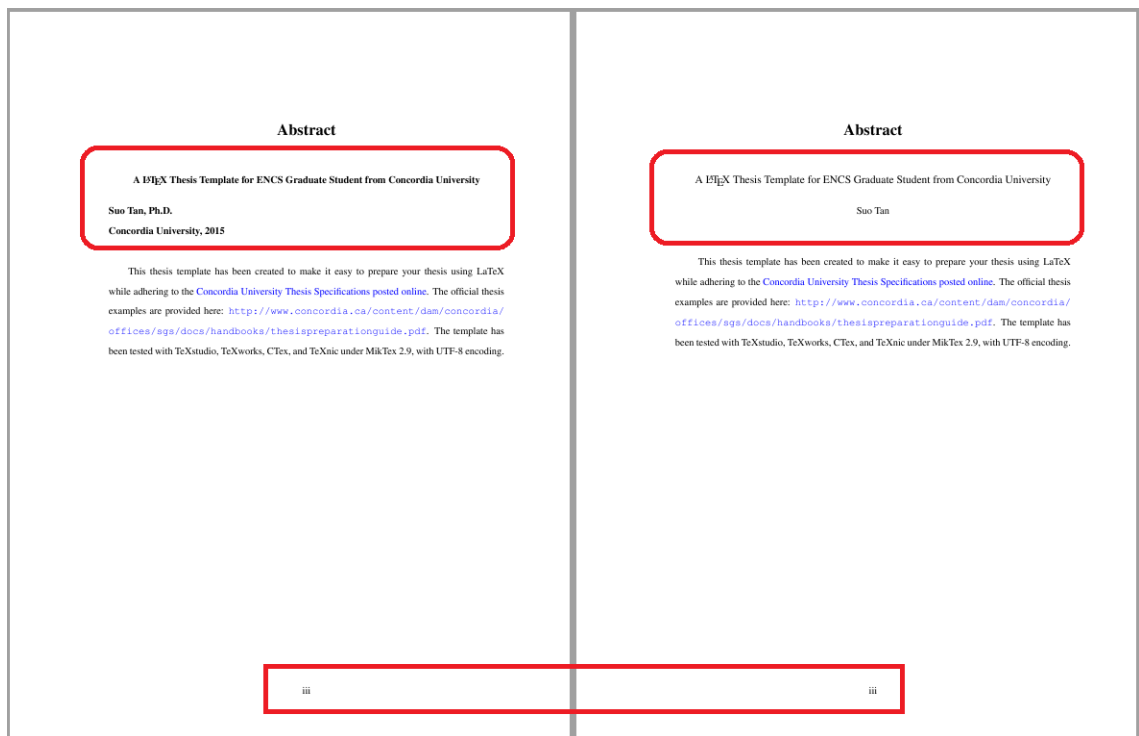 Abstract
A LATEX Thesis Template for ENCS Graduate Student from Concordia University
Suo Tan, Ph.D.
Concordia University, 2015
This thesis template has been created to make it easy to prepare your thesis using LaTeX
while adhering to the Concordia University Thesis Specifications posted online. The official thesis
examples are provided here: http://www.concordia.ca/content/dam/concordia/
offices/sgs/docs/handbooks/thesispreparationguide.pdf. The template has
been tested with TeXstudio, TeXworks, CTex, and TeXnic under MikTex 2.9, with UTF-8 encoding.
iii
Abstract
A LATEX Thesis Template for ENCS Graduate Student from Concordia University
Suo Tan
This thesis template has been created to make it easy to prepare your thesis using LaTeX
while adhering to the Concordia University Thesis Specifications posted online. The official thesis
examples are provided here: http://www.concordia.ca/content/dam/concordia/
offices/sgs/docs/handbooks/thesispreparationguide.pdf. The template has
been tested with TeXstudio, TeXworks, CTex, and TeXnic under MikTex 2.9, with UTF-8 encoding.
iii